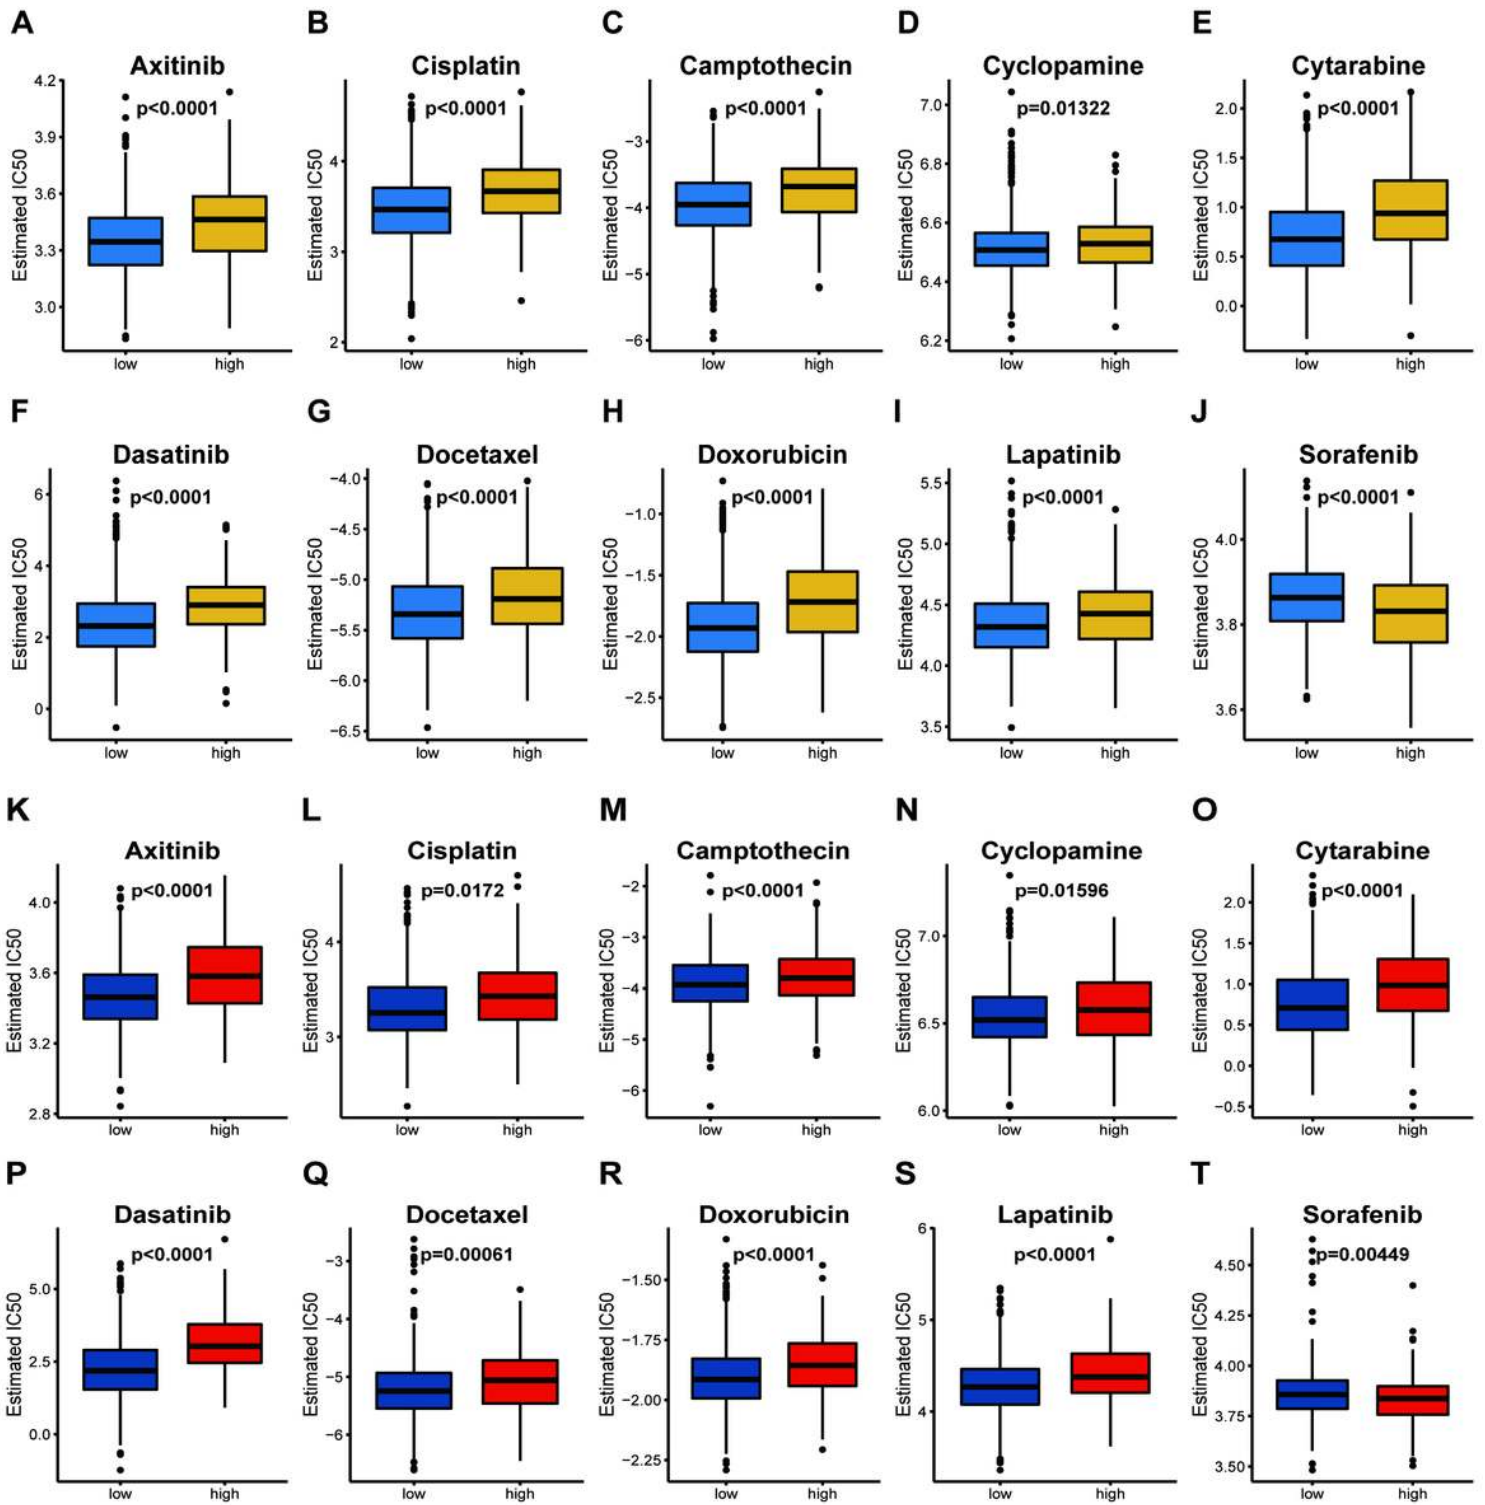 A
Axitinib
p<0.0001
Estimated IC50
4.2
3.9
3.6
3.3
3.0
low high
B
Cisplatin
p<0.0001
Estimated IC50
4
3
2
low high
C
Camptothecin
p<0.0001
Estimated IC50
−3
−4
−5
−6
low high
D
Cyclopamine
p=0.01322
Estimated IC50
7.0
6.8
6.6
6.4
6.2
low high
E
Cytarabine
p<0.0001
Estimated IC50
2.0
1.5
1.0
0.5
0.0
low high
F
Dasatinib
p<0.0001
Estimated IC50
6
4
2
0
low high
G
Docetaxel
p<0.0001
Estimated IC50
−4.0
−4.5
−5.0
−5.5
−6.0
−6.5
low high
H
Doxorubicin
p<0.0001
Estimated IC50
−1.0
−1.5
−2.0
−2.5
low high
I
Lapatinib
p<0.0001
Estimated IC50
5.5
5.0
4.5
4.0
3.5
low high
J
Sorafenib
p<0.0001
Estimated IC50
4.0
3.8
3.6
low high
K
Axitinib
p<0.0001
Estimated IC50
4.0
3.6
3.2
2.8
low high
L
Cisplatin
p=0.0172
Estimated IC50
4
3
low high
M
Camptothecin
p<0.0001
Estimated IC50
−2
−3
−4
−5
−6
low high
N
Cyclopamine
p=0.01596
Estimated IC50
7.0
6.5
6.0
low high
O
Cytarabine
p<0.0001
Estimated IC50
2.0
1.5
1.0
0.5
0.0
−0.5
low high
P
Dasatinib
p<0.0001
Estimated IC50
5.0
2.5
0.0
low high
Q
Docetaxel
p=0.00061
Estimated IC50
−3
−4
−5
−6
low high
R
Doxorubicin
p<0.0001
Estimated IC50
−1.50
−1.75
−2.00
−2.25
low high
S
Lapatinib
p<0.0001
Estimated IC50
6
5
4
low high
T
Sorafenib
p=0.00449
Estimated IC50
4.50
4.25
4.00
3.75
3.50
low high